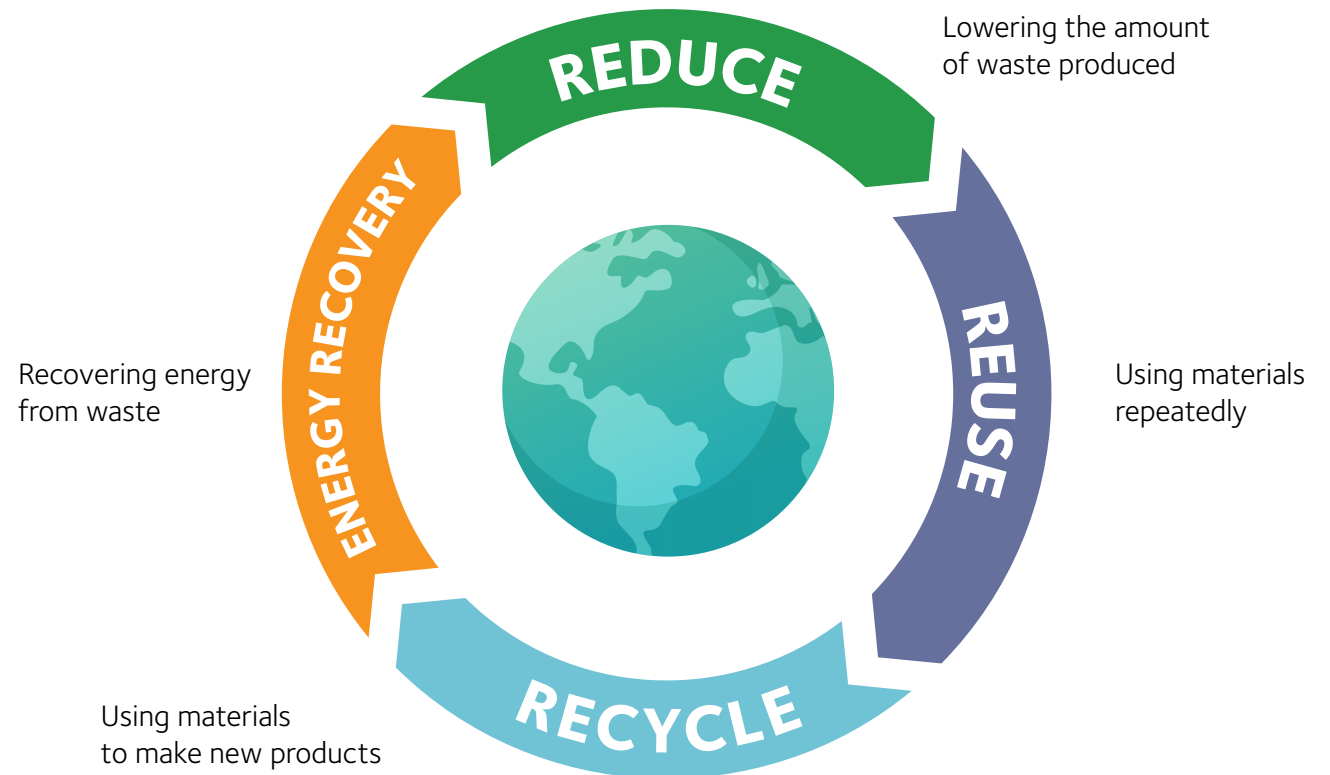 REDUCE
Lowering the amount
of waste produced
REUSE
Using materials
repeatedly
RECYCLE
Using materials
to make new products
ENERGY RECOVERY
Recovering energy
from waste